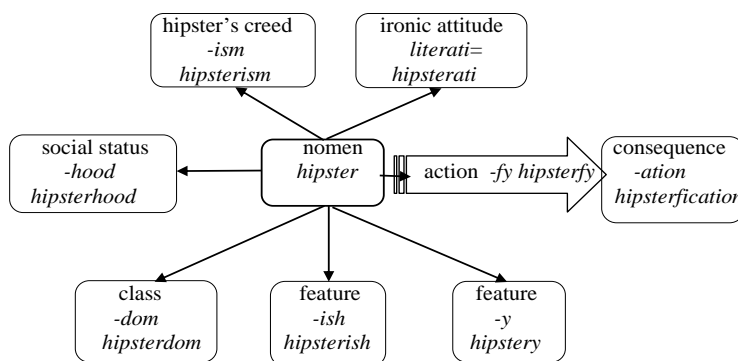 hipster's creed
-ism
hipsterism
ironic attitude
literati=
hipsterati
social status
-hood
hipsterhood
nomen
hipster
action -fy hipsterfy
consequence
-ation
hipsterfication
class
-dom
hipsterdom
feature
-ish
hipsterish
feature
-y
hipstery